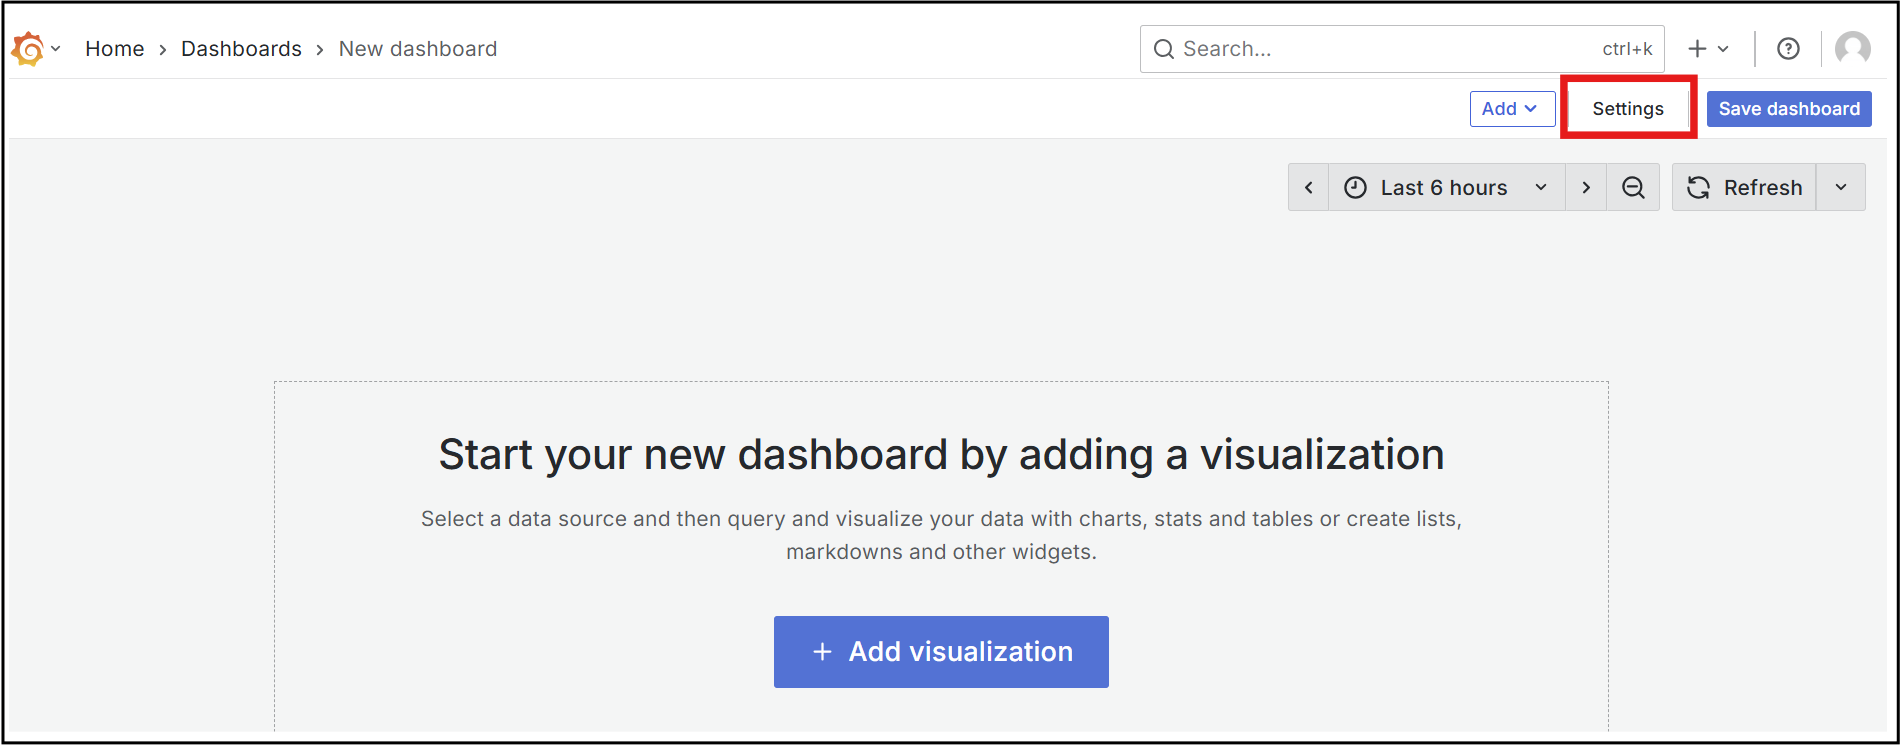 Home › Dashboards › New dashboard
Search... ctrl+k
Add Settings Save dashboard
Last 6 hours Refresh
Start your new dashboard by adding a visualization
Select a data source and then query and visualize your data with charts, stats and tables or create lists,
markdowns and other widgets.
+ Add visualization